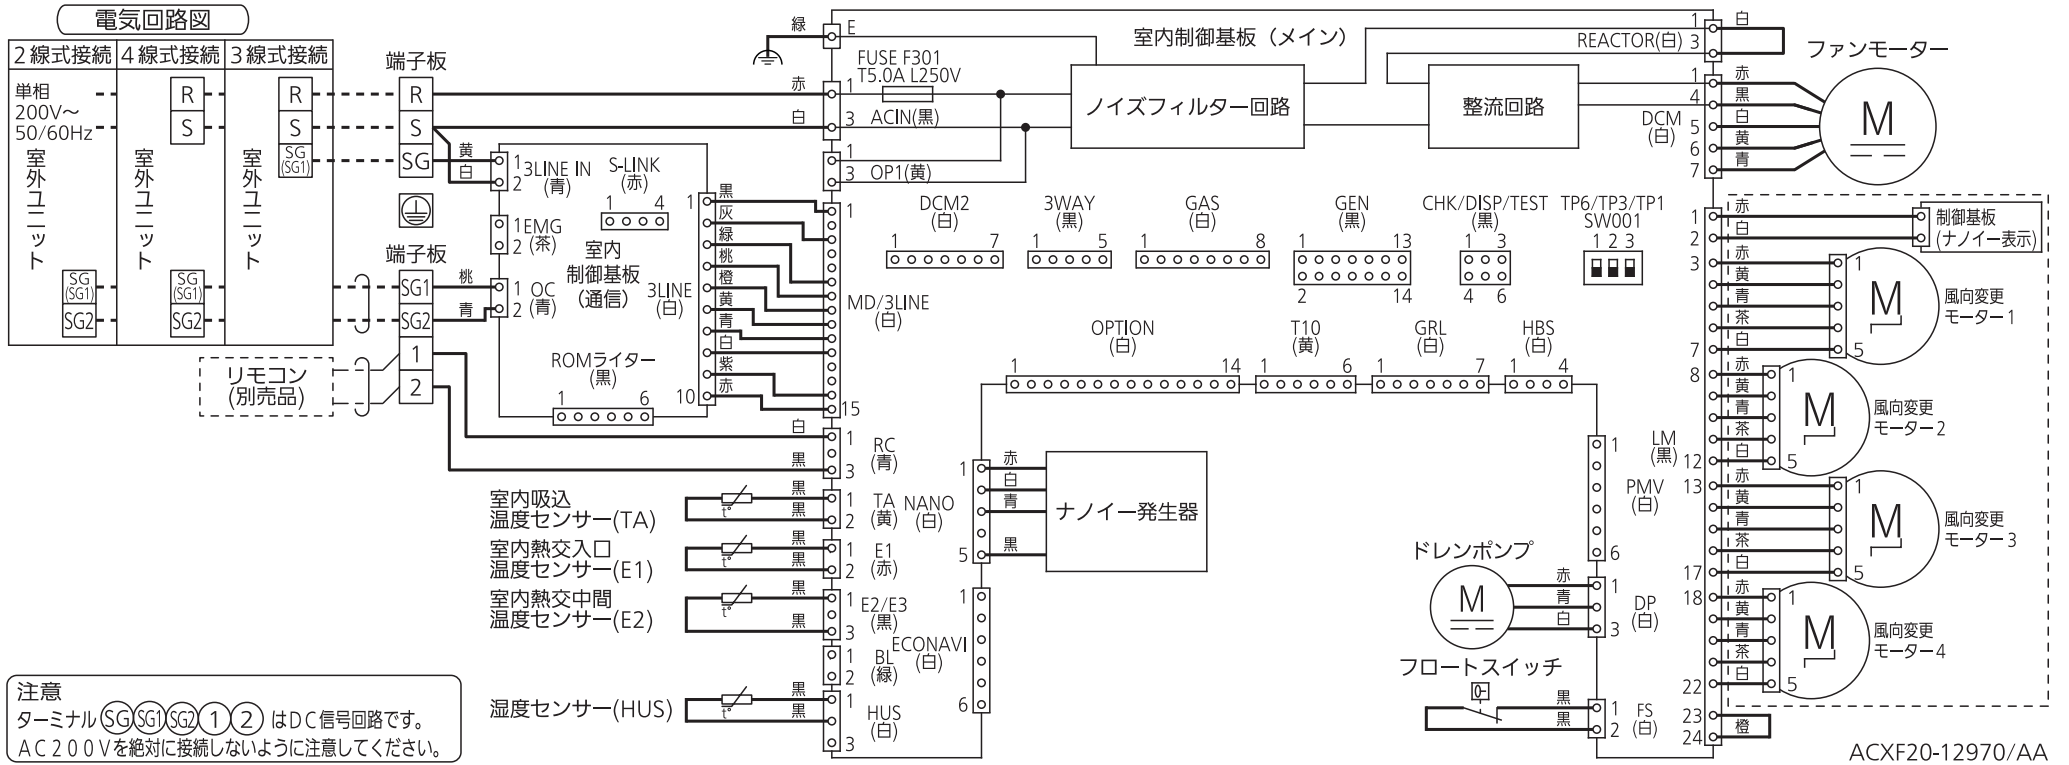 電気回路図
2線式接続
4線式接続
3線式接続
単相
200V～
50/60Hz
室外ユニット
室外ユニット
室外ユニット
R
S
R
S
SG
(SG1)
SG
(SG1)
SG2
SG
(SG1)
SG2
端子板
R
S
SG
端子板
SG1
SG2
1
2
リモコン
(別売品)
緑
赤
白
黄
白
桃
青
1
2
3LINE IN
(青)
S-LINK
(赤)
1 4
1
2
EMG
(茶)
室内
制御基板
(通信)
1
2
OC
(青)
3LINE
(白)
1
10
ROMライター
(黒)
1 6
黒
灰
緑
桃
橙
黄
青
白
紫
赤
E
室内制御基板（メイン）
FUSE F301
T5.0A L250V
1
3
ACIN(黒)
1
3
OP1(黄)
ノイズフィルター回路
整流回路
REACTOR(白)
1
3
白
ファンモーター
M
DCM
(白)
1
4
5
6
7
赤
黒
白
黄
青
1
15
MD/3LINE
(白)
DCM2
(白)
1 7
3WAY
(黒)
1 5
GAS
(白)
1 8
GEN
(黒)
1 13
2 14
CHK/DISP/TEST
(黒)
1 3
4 6
TP6/TP3/TP1
SW001
1 2 3
OPTION
(白)
1 14
T10
(黄)
1 6
GRL
(白)
1 7
HBS
(白)
1 4
白
黒
1
3
RC
(青)
室内吸込
温度センサー(TA)
t°
黒
黒
1
2
TA
(黄)
室内熱交入口
温度センサー(E1)
t°
黒
黒
1
2
E1
(赤)
室内熱交中間
温度センサー(E2)
t°
黒
黒
1
3
E2/E3
(黒)
1
2
BL
(緑)
湿度センサー(HUS)
t°
黒
黒
1
3
HUS
(白)
NANO
(白)
1
5
赤
白
青
黒
ナノイー発生器
ECONAVI
(白)
1
6
1
6
PMV
(白)
ドレンポンプ
M
赤
青
白
1
3
DP
(白)
フロートスイッチ
黒
黒
1
2
FS
(白)
LM
(黒)
1
2
3
7
8
12
13
17
18
22
23
24
赤
白
制御基板
(ナノイー表示)
赤
黄
青
茶
白
1
5
M
風向変更
モーター1
赤
黄
青
茶
白
1
5
M
風向変更
モーター2
赤
黄
青
茶
白
1
5
M
風向変更
モーター3
赤
黄
青
茶
白
1
5
M
風向変更
モーター4
橙
注意
ターミナル SG SG1 SG2 1 2 はDC信号回路です。
AC200Vを絶対に接続しないように注意してください。
ACXF20-12970/AA